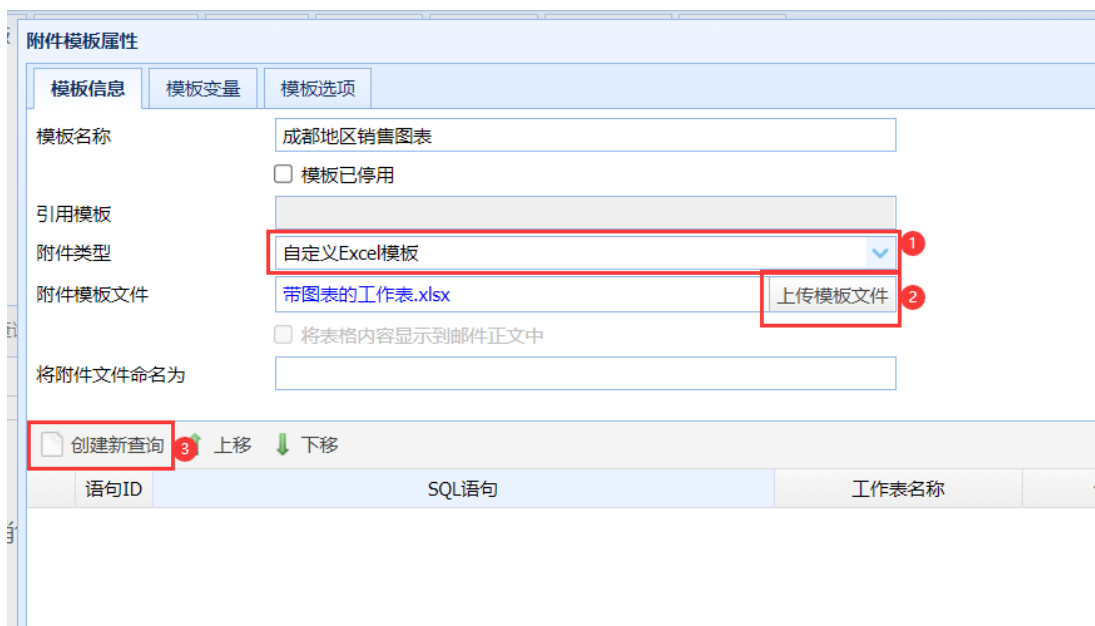 附件模板属性
模板信息 模板变量 模板选项
模板名称 成都地区销售图表
模板已停用
引用模板
附件类型 自定义Excel模板 1
附件模板文件 带图表的工作表.xlsx 上传模板文件 2
将表格内容显示到邮件正文中
将附件文件命名为
创建新查询 3 上移 下移
语句ID SQL语句 工作表名称